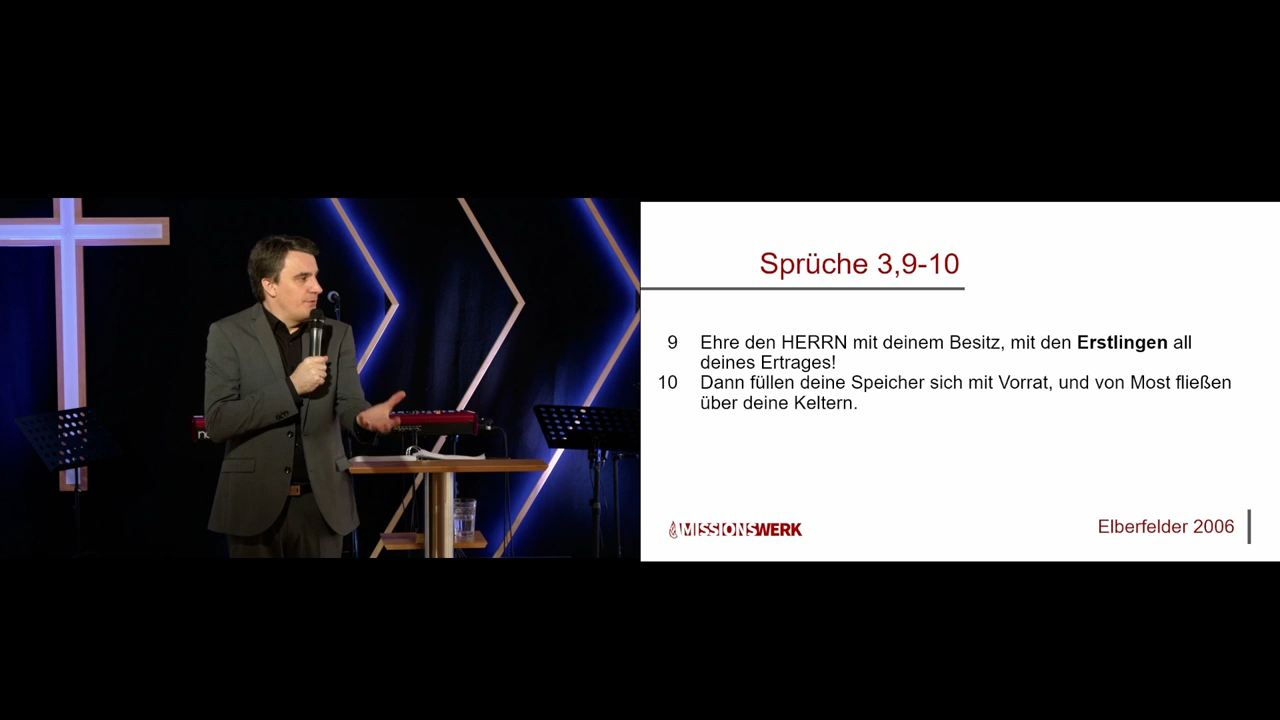 Sprüche 3,9-10
9 Ehre den HERRN mit deinem Besitz, mit den Erstlingen all
deines Ertrages!
10 Dann füllen deine Speicher sich mit Vorrat, und von Most fließen
über deine Keltern.
MISSIONSWERK
Elberfelder 2006